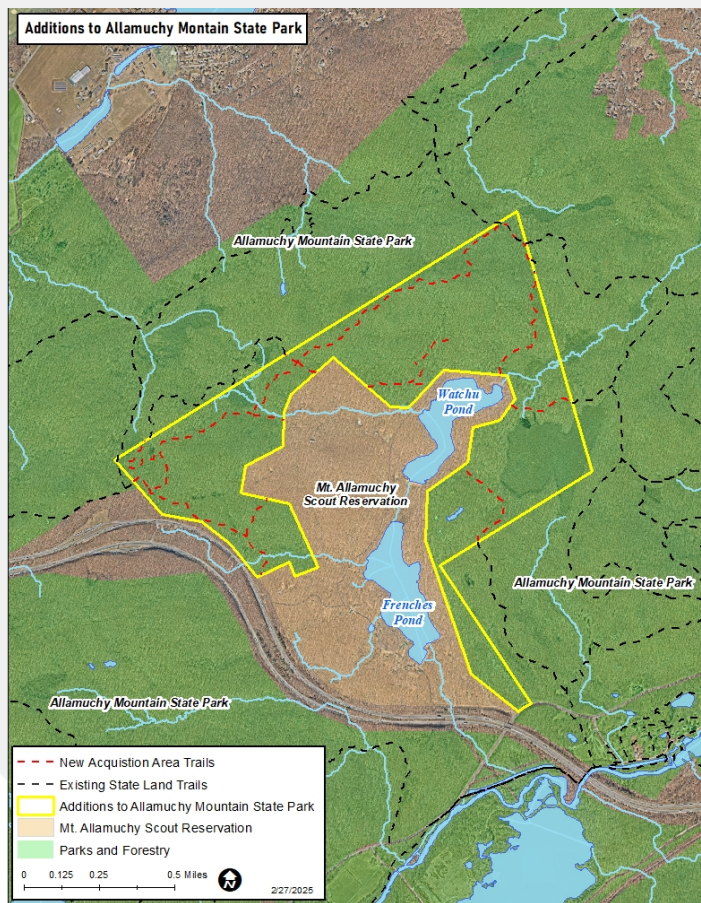 Additions to Allamuchy Montain State Park
Allamuchy Mountain State Park
Watchu
Pond
Mt. Allamuchy
Scout Reservation
Allamuchy Mountain State Park
Frenches
Pond
Allamuchy Mountain State Park
New Acquistion Area Trails
Existing State Land Trails
Additions to Allamuchy Mountain State Park
Mt. Allamuchy Scout Reservation
Parks and Forestry
0 0.125 0.25 0.5 Miles
N
2/27/2025